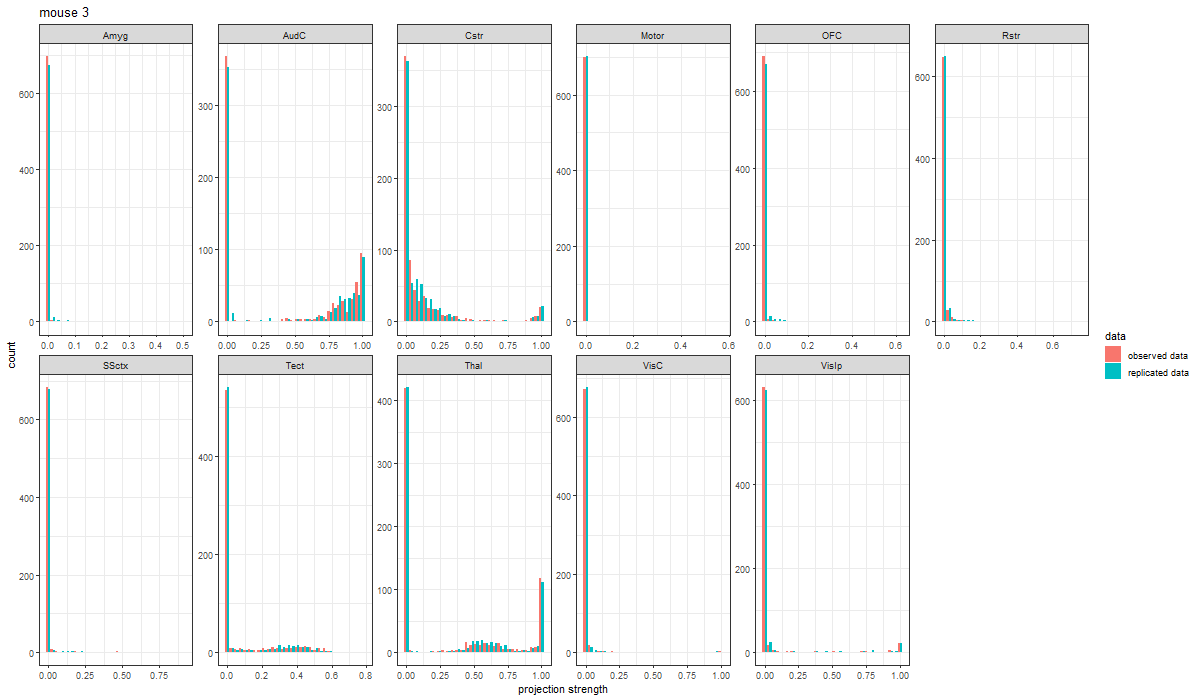 mouse 3
Amyg AudC Cstr Motor OFC Rstr
600 400 200 0
0.0 0.1 0.2 0.3 0.4 0.5
300 200 100 0
0.00 0.25 0.50 0.75 1.00
300 200 100 0
0.00 0.25 0.50 0.75 1.00
600 400 200 0
0.0 0.2 0.4 0.6
600 400 200 0
0.0 0.2 0.4 0.6
600 400 200 0
0.0 0.2 0.4 0.6
SSctx Tect Thal VisC VisIp
600 400 200 0
0.00 0.25 0.50 0.75
400 200 0
0.0 0.2 0.4 0.6 0.8
400 300 200 100 0
0.00 0.25 0.50 0.75 1.00
600 400 200 0
0.00 0.25 0.50 0.75 1.00
600 400 200 0
0.00 0.25 0.50 0.75 1.00
count
projection strength
data
observed data
replicated data